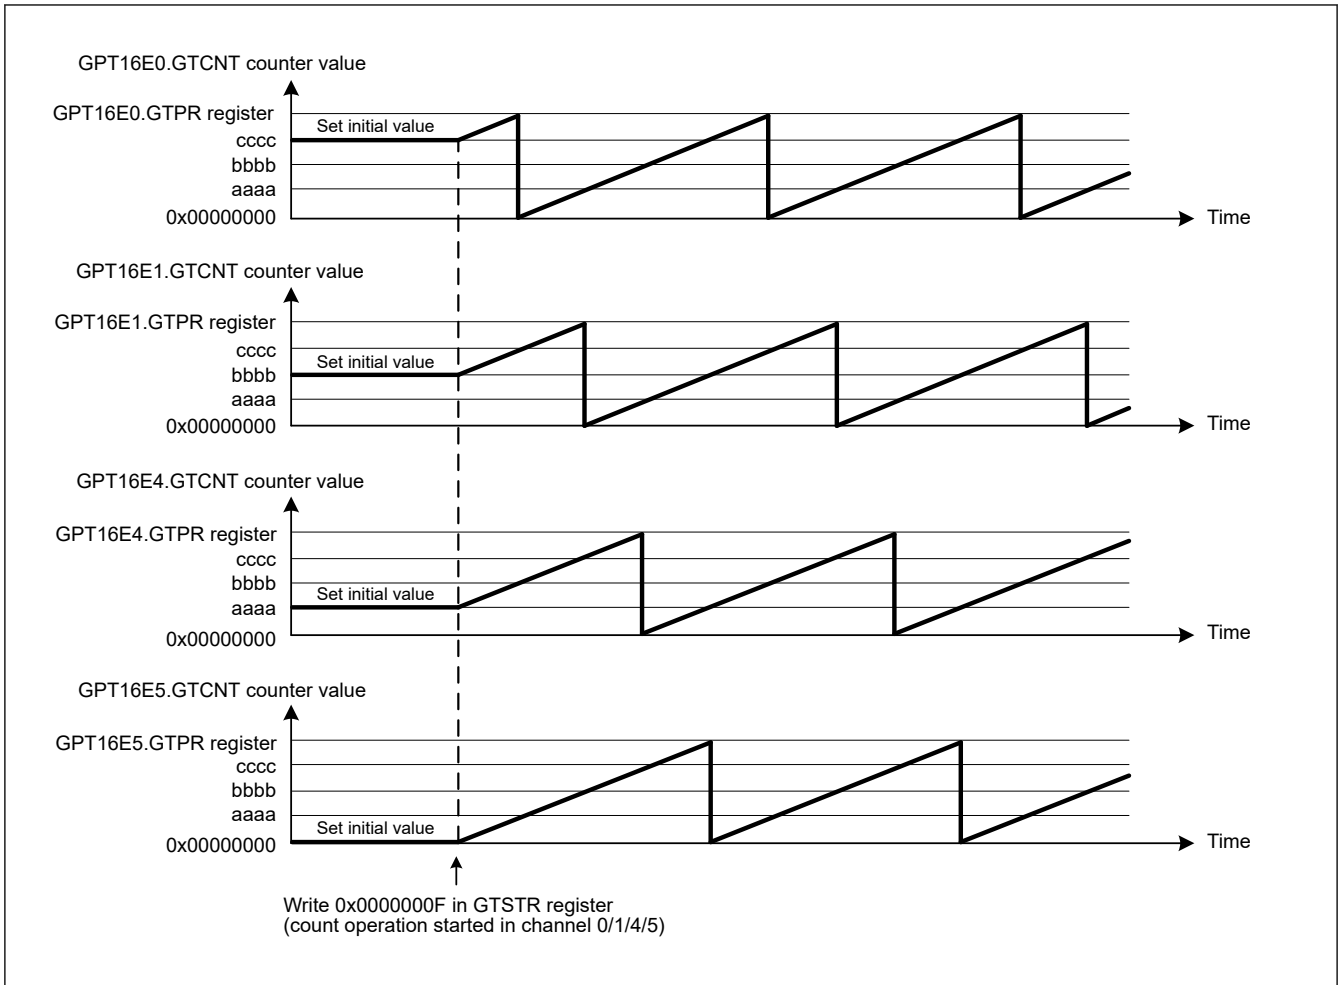 GPT16E0.GTCNT counter value
GPT16E0.GTPR register
Set initial value
cccc
bbbb
aaaa
0x00000000
Time
GPT16E1.GTCNT counter value
GPT16E1.GTPR register
cccc
Set initial value
bbbb
aaaa
0x00000000
Time
GPT16E4.GTCNT counter value
GPT16E4.GTPR register
cccc
bbbb
Set initial value
aaaa
0x00000000
Time
GPT16E5.GTCNT counter value
GPT16E5.GTPR register
cccc
bbbb
aaaa
Set initial value
0x00000000
Time
Write 0x0000000F in GTSTR register
(count operation started in channel 0/1/4/5)